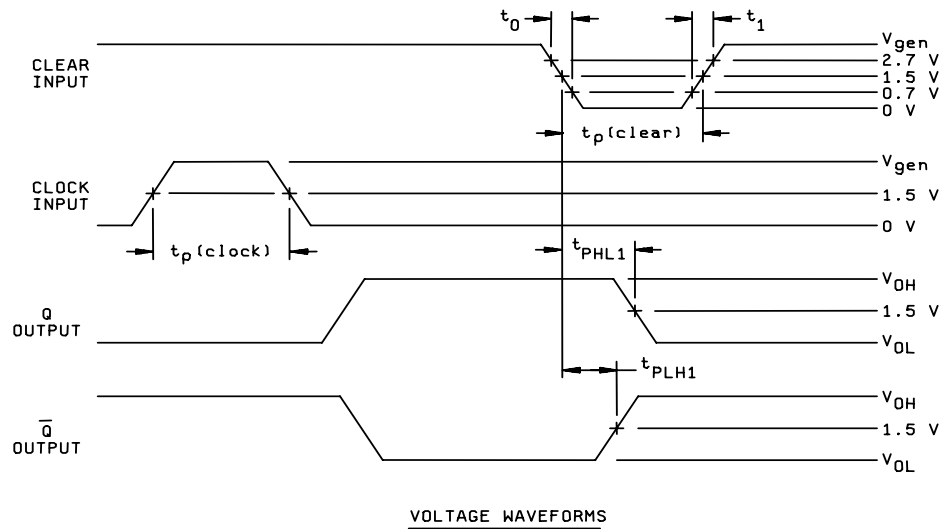 t0 t1
CLEAR
INPUT
Vgen
2.7 V
1.5 V
0.7 V
0 V
tp(clear)
CLOCK
INPUT
Vgen
1.5 V
0 V
tp(clock)
tPHL1
Q
OUTPUT
VOH
1.5 V
VOL
tPLH1
Q̅
OUTPUT
VOH
1.5 V
VOL
VOLTAGE WAVEFORMS